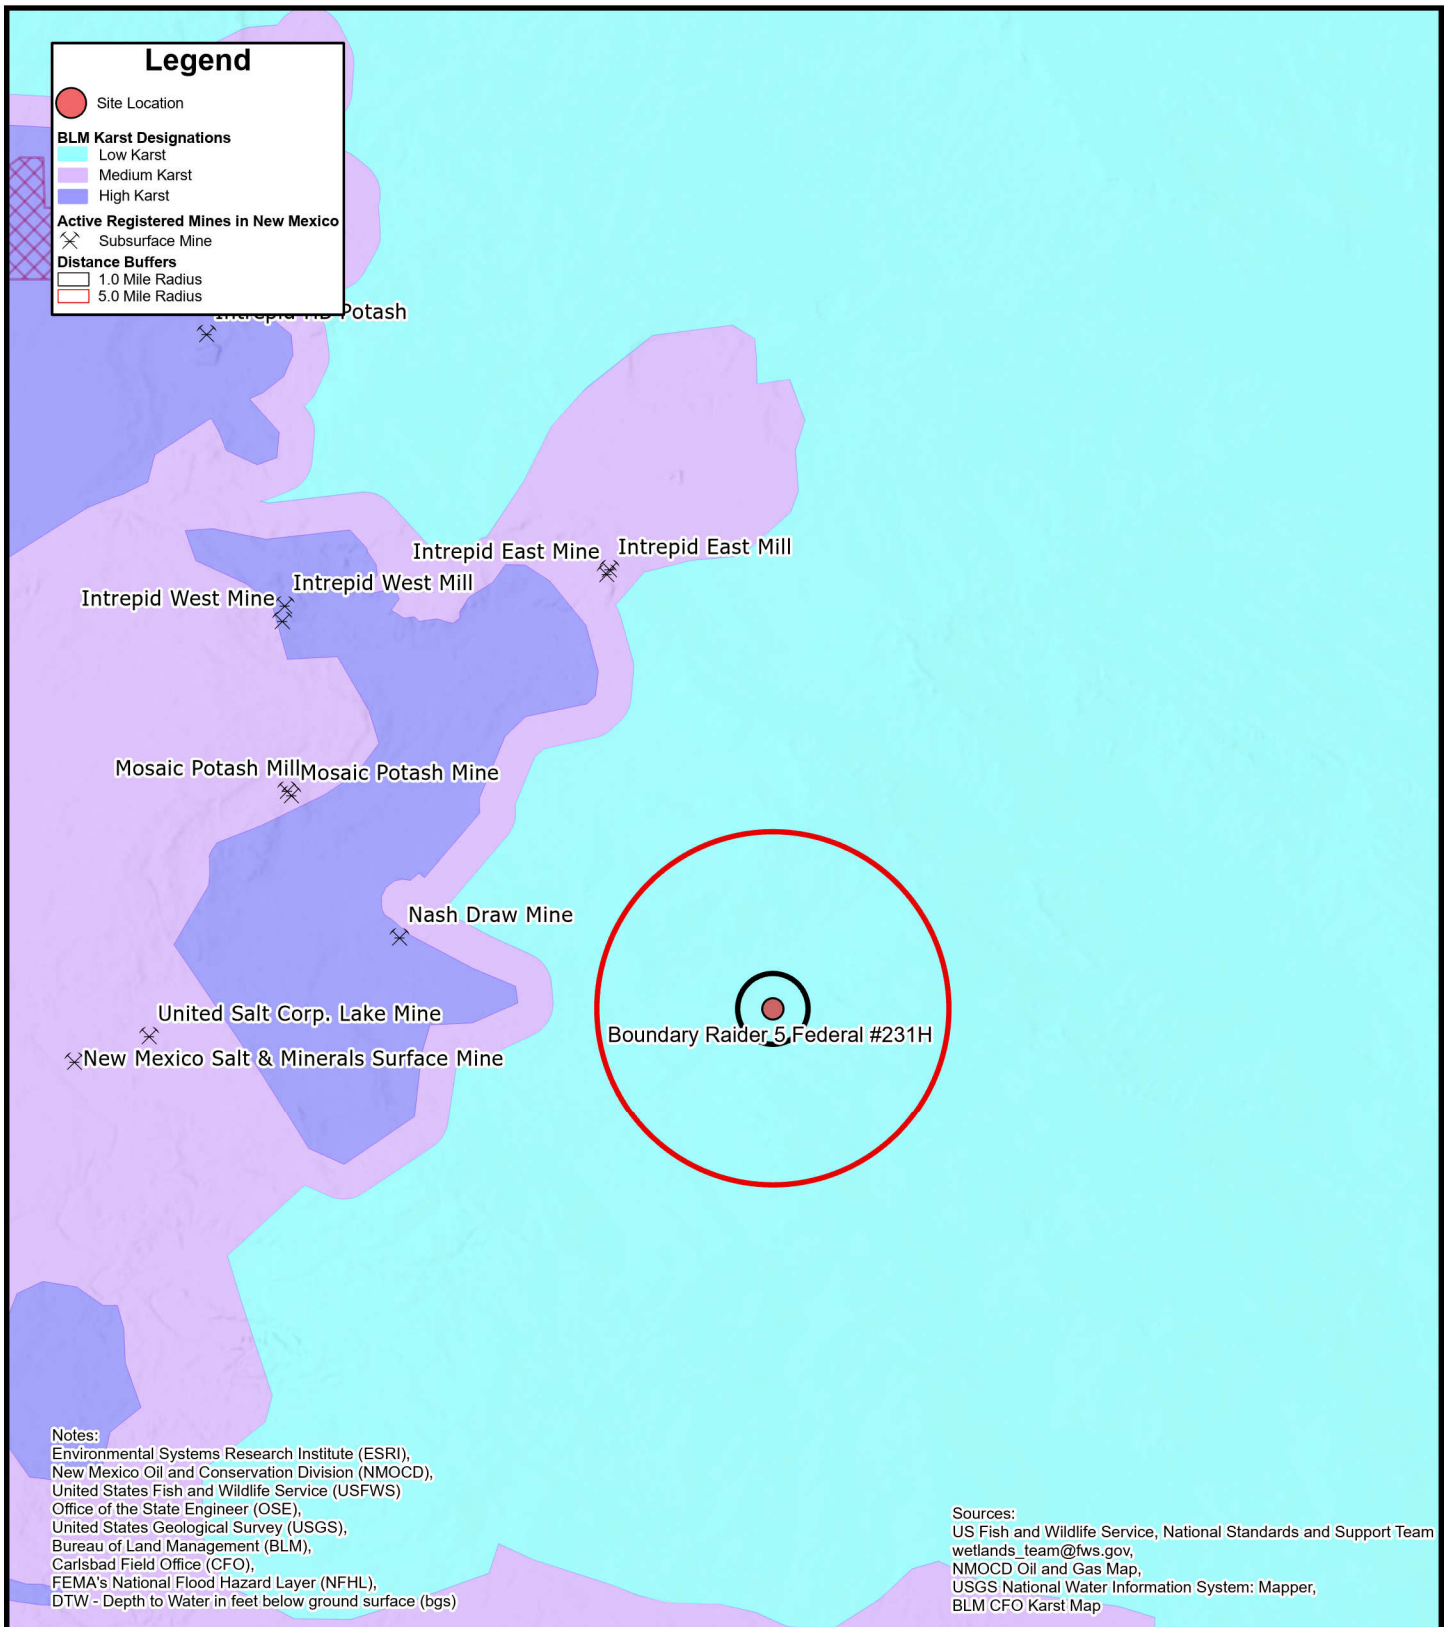 Legend
Site Location
BLM Karst Designations
Low Karst
Medium Karst
High Karst
Active Registered Mines in New Mexico
Subsurface Mine
Distance Buffers
1.0 Mile Radius
5.0 Mile Radius
Intrepid HB Potash
Intrepid East Mine
Intrepid East Mill
Intrepid West Mill
Intrepid West Mine
Mosaic Potash Mill
Mosaic Potash Mine
Nash Draw Mine
United Salt Corp. Lake Mine
New Mexico Salt & Minerals Surface Mine
Boundary Raider 5 Federal #231H
Notes:
Environmental Systems Research Institute (ESRI),
New Mexico Oil and Conservation Division (NMOCD),
United States Fish and Wildlife Service (USFWS)
Office of the State Engineer (OSE),
United States Geological Survey (USGS),
Bureau of Land Management (BLM),
Carlsbad Field Office (CFO),
FEMA's National Flood Hazard Layer (NFHL),
DTW - Depth to Water in feet below ground surface (bgs)
Sources:
US Fish and Wildlife Service, National Standards and Support Team
wetlands_team@fws.gov,
NMOCD Oil and Gas Map,
USGS National Water Information System: Mapper,
BLM CFO Karst Map